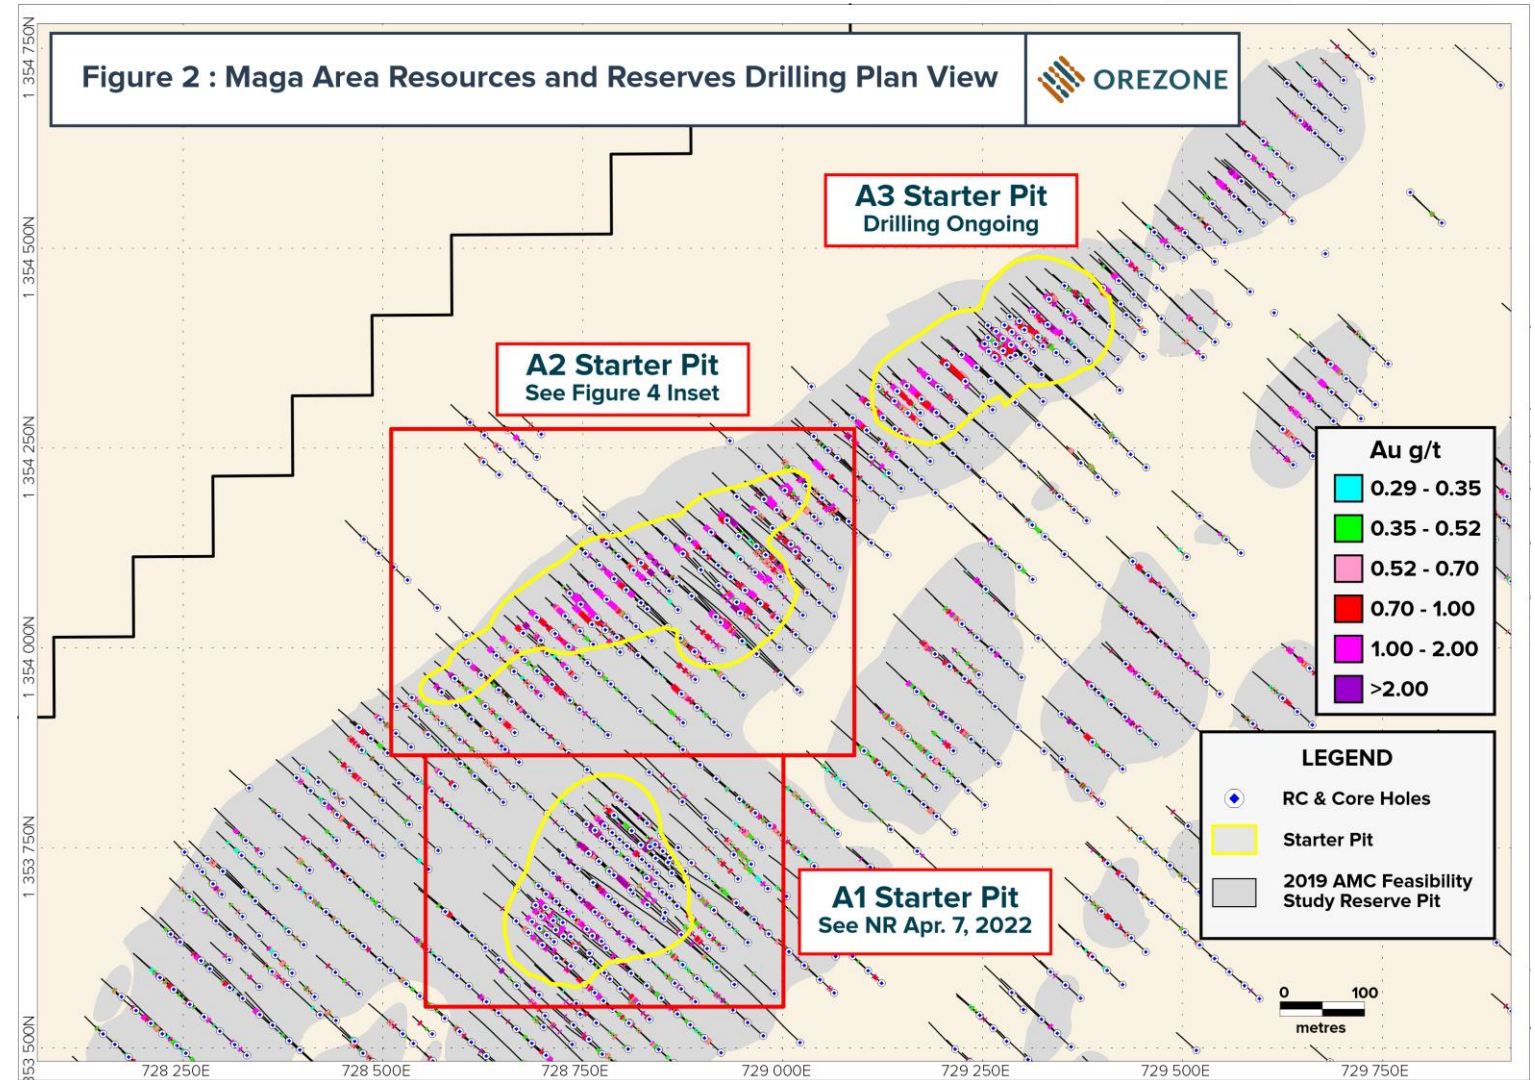 Figure 2 : Maga Area Resources and Reserves Drilling Plan View
OREZONE
1 354 750N
1 354 500N
1 354 250N
1 354 000N
1 353 750N
353 500N
A3 Starter Pit
Drilling Ongoing
A2 Starter Pit
See Figure 4 Inset
A1 Starter Pit
See NR Apr. 7, 2022
Au g/t
0.29 - 0.35
0.35 - 0.52
0.52 - 0.70
0.70 - 1.00
1.00 - 2.00
>2.00
LEGEND
RC & Core Holes
Starter Pit
2019 AMC Feasibility
Study Reserve Pit
0 100
metres
728 250E
728 500E
728 750E
729 000E
729 250E
729 500E
729 750E